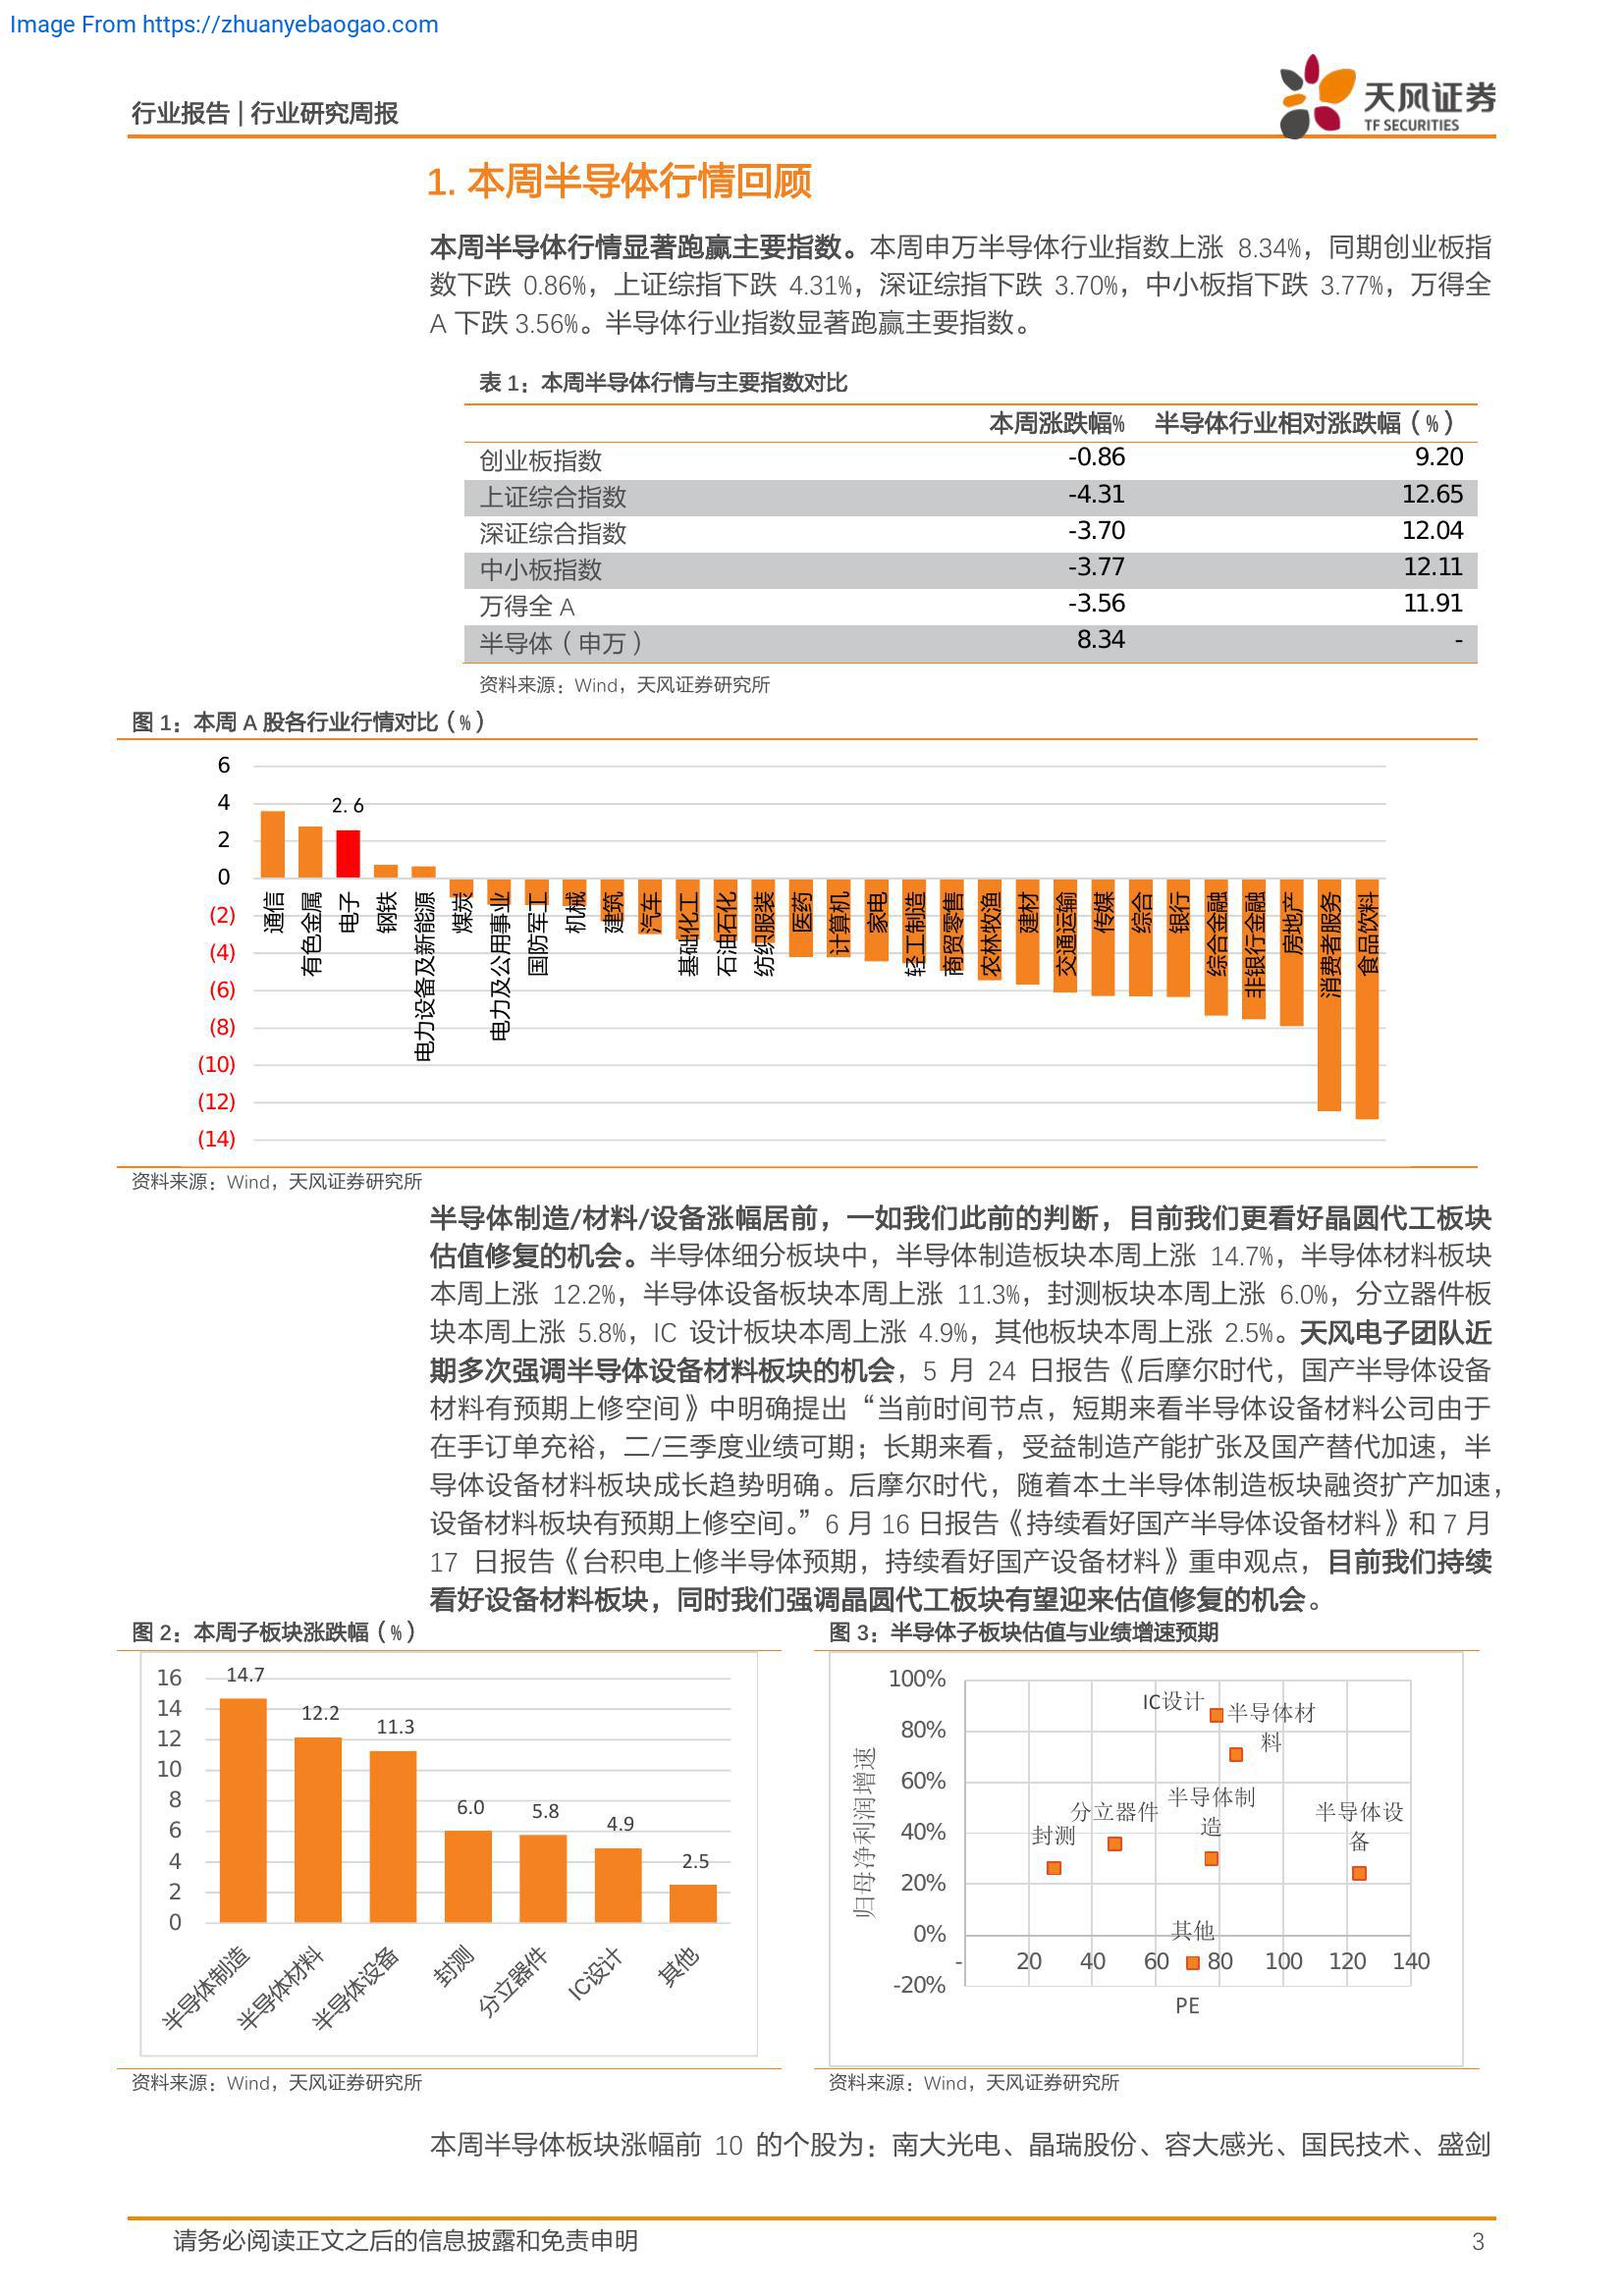 Image From https://zhuanyebaogao.com
行业报告 | 行业研究周报
天风证券
TF SECURITIES
1. 本周半导体行情回顾
本周半导体行情显著跑赢主要指数。本周申万半导体行业指数上涨 8.34%，同期创业板指
数下跌 0.86%，上证综指下跌 4.31%，深证综指下跌 3.70%，中小板指下跌 3.77%，万得全
A 下跌 3.56%。半导体行业指数显著跑赢主要指数。
表 1：本周半导体行情与主要指数对比
本周涨跌幅% 半导体行业相对涨跌幅（%）
创业板指数 -0.86 9.20
上证综合指数 -4.31 12.65
深证综合指数 -3.70 12.04
中小板指数 -3.77 12.11
万得全 A -3.56 11.91
半导体（申万） 8.34 -
资料来源：Wind，天风证券研究所
图 1：本周 A 股各行业行情对比（%）
6
4
2
0
(2)
(4)
(6)
(8)
(10)
(12)
(14)
2.6
通信
有色金属
电子
钢铁
电力设备及新能源
煤炭
电力及公用事业
国防军工
机械
建筑
汽车
基础化工
石油石化
纺织服装
医药
计算机
家电
轻工制造
商贸零售
农林牧渔
建材
交通运输
传媒
综合
银行
综合金融
非银行金融
房地产
消费者服务
食品饮料
资料来源：Wind，天风证券研究所
半导体制造/材料/设备涨幅居前，一如我们此前的判断，目前我们更看好晶圆代工板块
估值修复的机会。半导体细分板块中，半导体制造板块本周上涨 14.7%，半导体材料板块
本周上涨 12.2%，半导体设备板块本周上涨 11.3%，封测板块本周上涨 6.0%，分立器件板
块本周上涨 5.8%，IC 设计板块本周上涨 4.9%，其他板块本周上涨 2.5%。天风电子团队近
期多次强调半导体设备材料板块的机会，5 月 24 日报告《后摩尔时代，国产半导体设备
材料有预期上修空间》中明确提出“当前时间节点，短期来看半导体设备材料公司由于
在手订单充裕，二/三季度业绩可期；长期来看，受益制造产能扩张及国产替代加速，半
导体设备材料板块成长趋势明确。后摩尔时代，随着本土半导体制造板块融资扩产加速，
设备材料板块有预期上修空间。”6 月 16 日报告《持续看好国产半导体设备材料》和 7 月
17 日报告《台积电上修半导体预期，持续看好国产设备材料》重申观点，目前我们持续
看好设备材料板块，同时我们强调晶圆代工板块有望迎来估值修复的机会。
图 2：本周子板块涨跌幅（%）
16
14
12
10
8
6
4
2
0
14.7
12.2
11.3
6.0
5.8
4.9
2.5
半导体制造
半导体材料
半导体设备
封测
分立器件
IC设计
其他
资料来源：Wind，天风证券研究所
图 3：半导体子板块估值与业绩增速预期
100%
80%
60%
40%
20%
0%
-20%
归母净利润增速
IC设计
半导体材
料
半导体制
造
分立器件
封测
半导体设
备
其他
- 20 40 60 80 100 120 140
PE
资料来源：Wind，天风证券研究所
本周半导体板块涨幅前 10 的个股为：南大光电、晶瑞股份、容大感光、国民技术、盛剑
请务必阅读正文之后的信息披露和免责申明 3